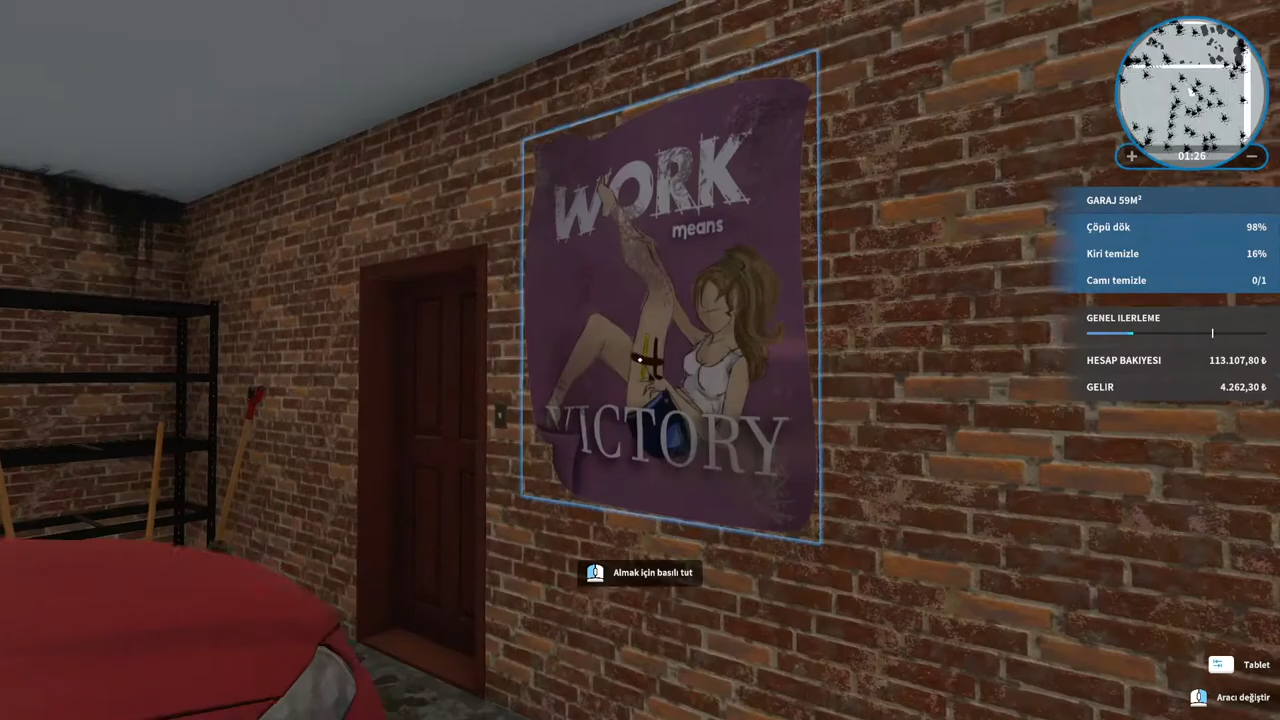 WORK
means
VICTORY
Almak için basılı tut
01:26
GARAJ 59M²
Çöpü dök 98%
Kiri temizle 16%
Camı temizle 0/1
GENEL ILERLEME
HESAP BAKIYESI 113.107,80 ₺
GELIR 4.262,30 ₺
Tablet
Aracı değiştir